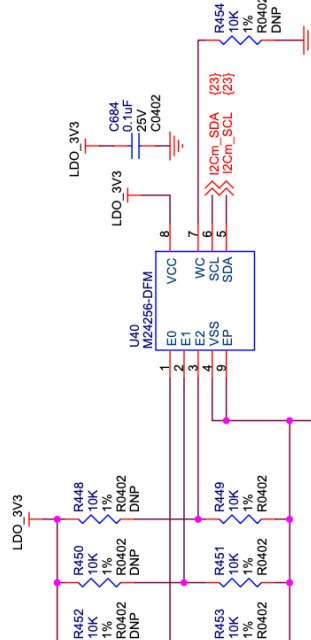 R454
10K
1%
R0402
DNP
C684
0.1uF
25V
C0402
LDO_3V3
LDO_3V3
I2Cm_SDA {23}
I2Cm_SCL {23}
8
7
6
5
VCC
WC
SCL
SDA
U40
M24256-DFM
E0
E1
E2
VSS
EP
1
2
3
4
9
LDO_3V3
R448
10K
1%
R0402
DNP
R449
10K
1%
R0402
R450
10K
1%
R0402
DNP
R451
10K
1%
R0402
R452
10K
1%
R0402
DNP
R453
10K
1%
R0402